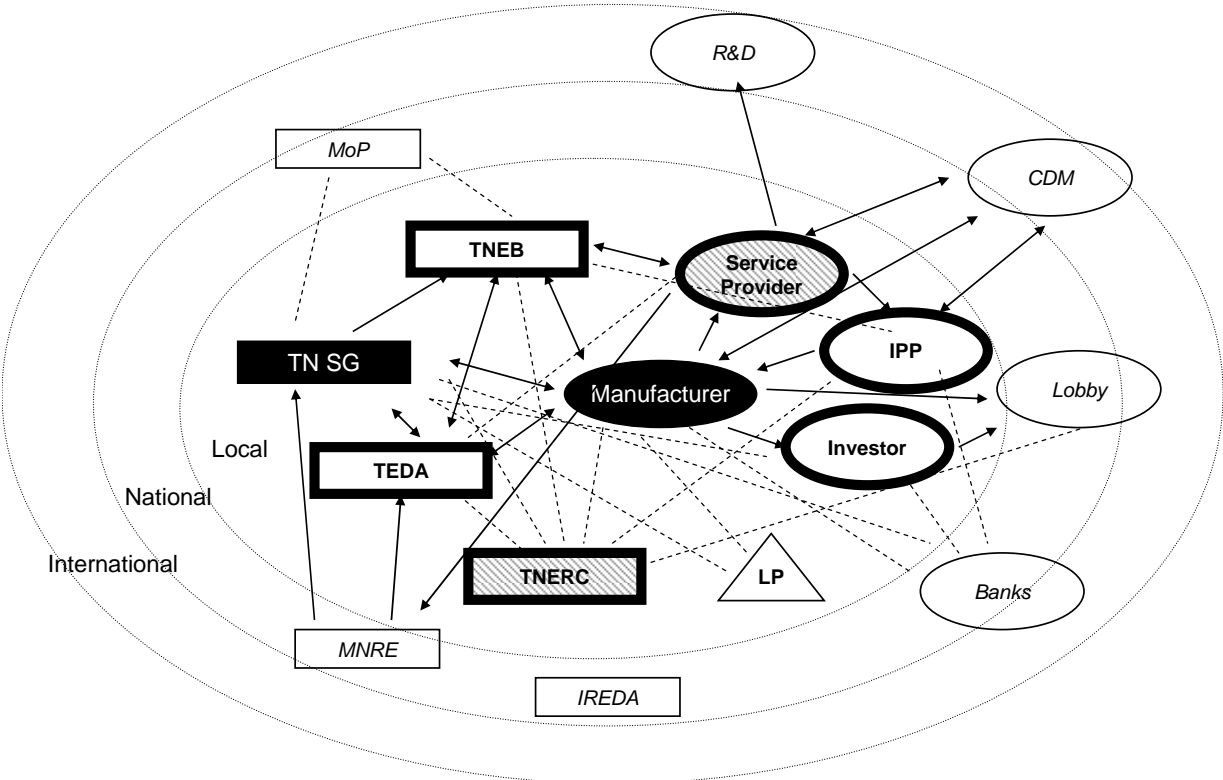 R&D
MoP
CDM
TNEB
Service
Provider
IPP
TN SG
Manufacturer
Lobby
Local
Investor
TEDA
National
International
TNERC
LP
Banks
MNRE
IREDA